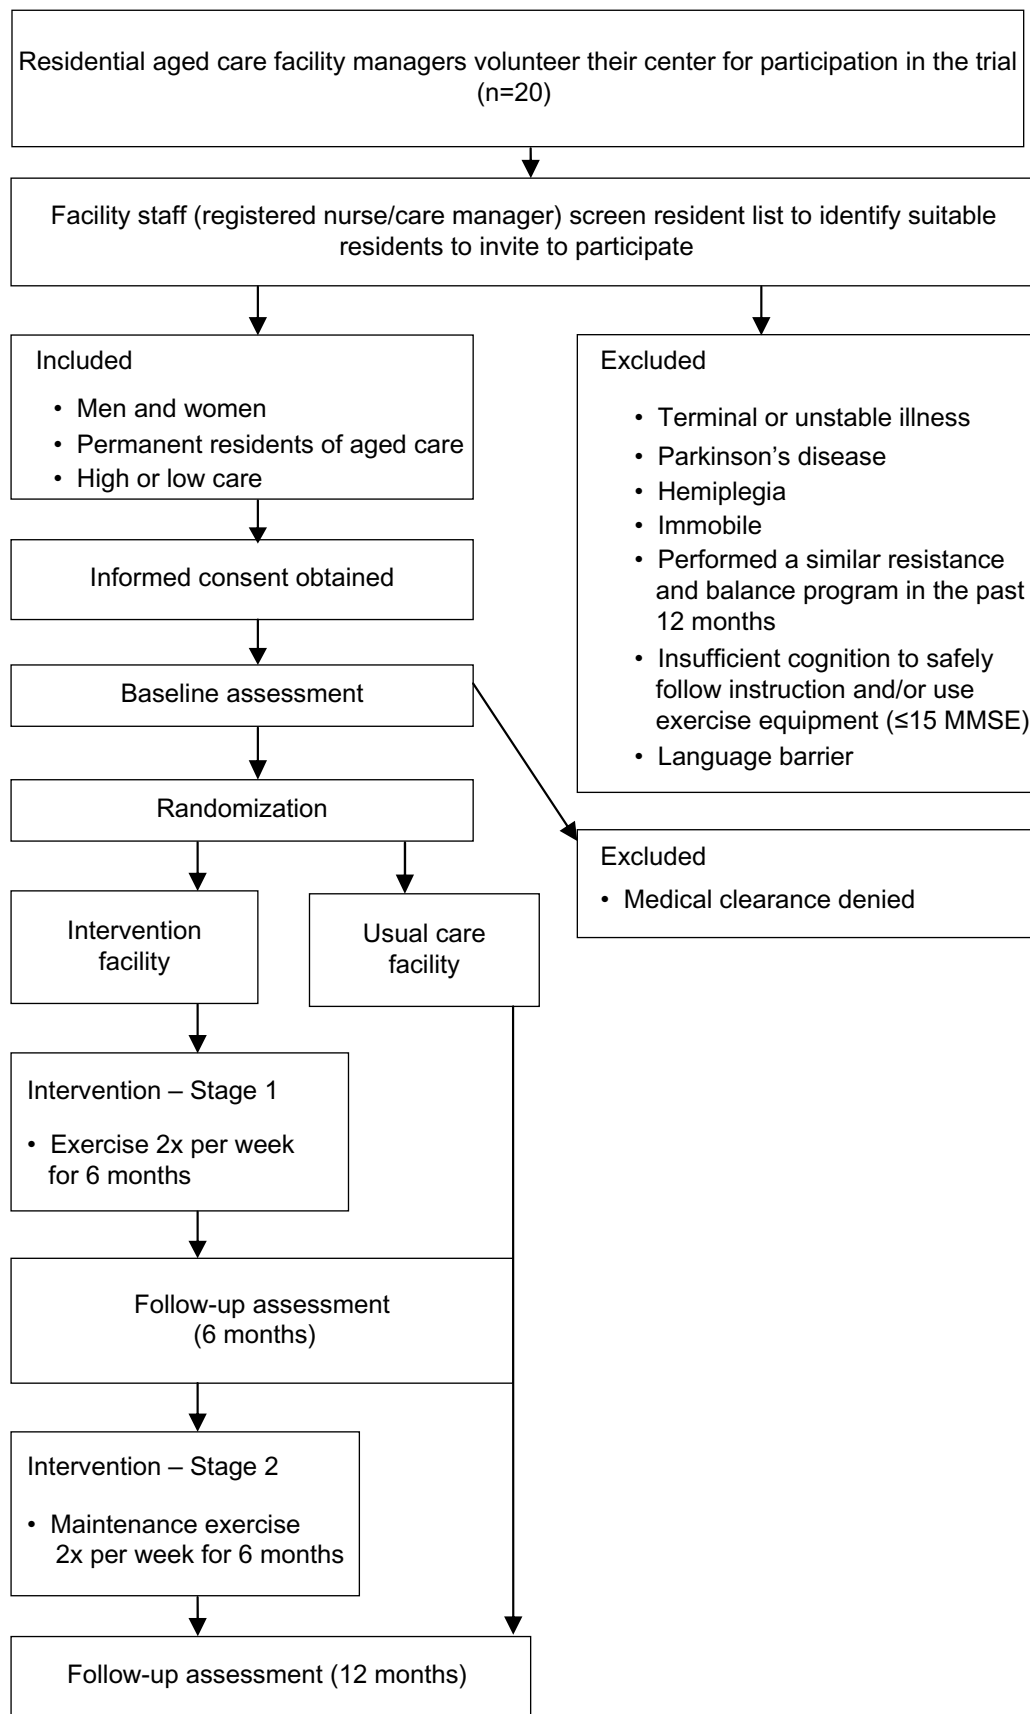 Residential aged care facility managers volunteer their center for participation in the trial
(n=20)
Facility staff (registered nurse/care manager) screen resident list to identify suitable
residents to invite to participate
Included
• Men and women
• Permanent residents of aged care
• High or low care
Excluded
• Terminal or unstable illness
• Parkinson’s disease
• Hemiplegia
• Immobile
• Performed a similar resistance
and balance program in the past
12 months
• Insufficient cognition to safely
follow instruction and/or use
exercise equipment (≤15 MMSE)
• Language barrier
Informed consent obtained
Baseline assessment
Randomization
Excluded
• Medical clearance denied
Intervention
facility
Usual care
facility
Intervention – Stage 1
• Exercise 2x per week
for 6 months
Follow-up assessment
(6 months)
Intervention – Stage 2
• Maintenance exercise
2x per week for 6 months
Follow-up assessment (12 months)